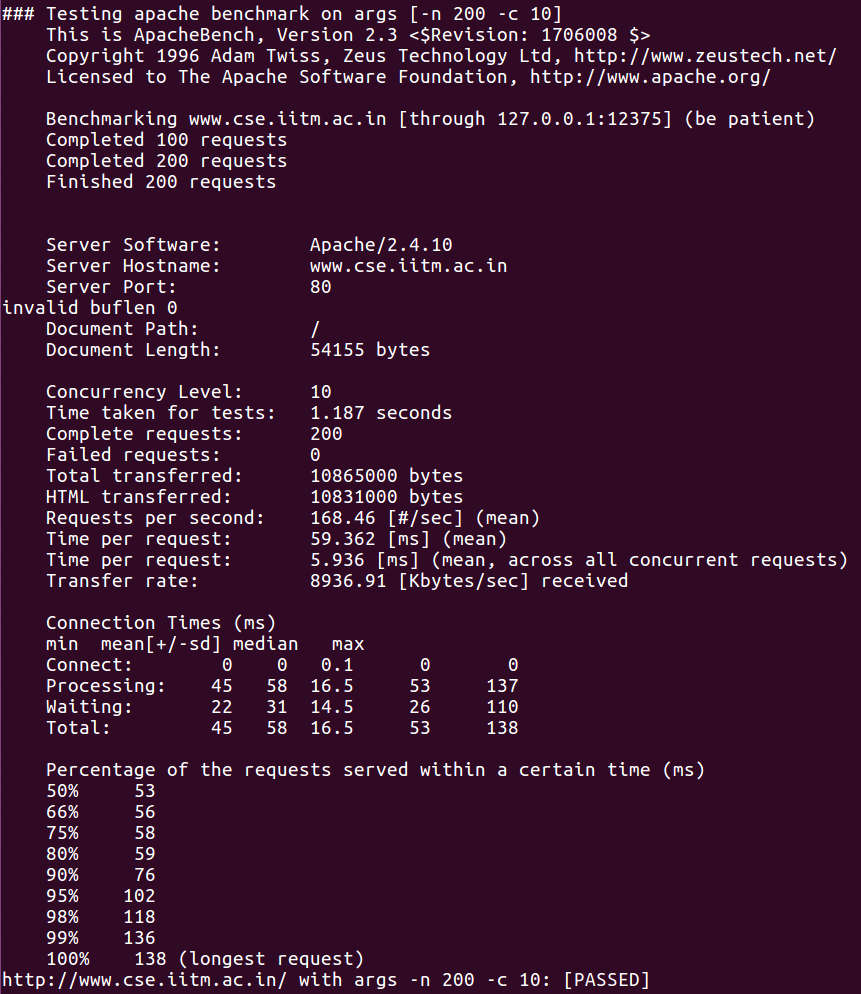 ### Testing apache benchmark on args [-n 200 -c 10]
    This is ApacheBench, Version 2.3 <$Revision: 1706008 $>
    Copyright 1996 Adam Twiss, Zeus Technology Ltd, http://www.zeustech.net/
    Licensed to The Apache Software Foundation, http://www.apache.org/

    Benchmarking www.cse.iitm.ac.in [through 127.0.0.1:12375] (be patient)
    Completed 100 requests
    Completed 200 requests
    Finished 200 requests


    Server Software:        Apache/2.4.10
    Server Hostname:        www.cse.iitm.ac.in
    Server Port:            80
invalid buflen 0
    Document Path:          /
    Document Length:        54155 bytes

    Concurrency Level:      10
    Time taken for tests:   1.187 seconds
    Complete requests:      200
    Failed requests:        0
    Total transferred:      10865000 bytes
    HTML transferred:       10831000 bytes
    Requests per second:    168.46 [#/sec] (mean)
    Time per request:       59.362 [ms] (mean)
    Time per request:       5.936 [ms] (mean, across all concurrent requests)
    Transfer rate:          8936.91 [Kbytes/sec] received

    Connection Times (ms)
    min  mean[+/-sd] median   max
    Connect:        0    0   0.1      0       0
    Processing:    45   58  16.5     53     137
    Waiting:       22   31  14.5     26     110
    Total:         45   58  16.5     53     138

    Percentage of the requests served within a certain time (ms)
    50%     53
    66%     56
    75%     58
    80%     59
    90%     76
    95%    102
    98%    118
    99%    136
    100%    138 (longest request)
http://www.cse.iitm.ac.in/ with args -n 200 -c 10: [PASSED]